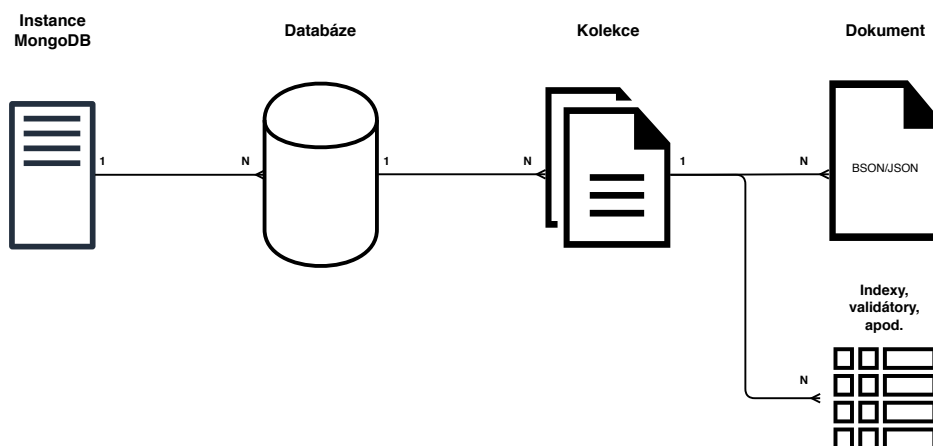 Instance
MongoDB
Databáze
Kolekce
Dokument
1
N
1
N
1
N
BSON/JSON
Indexy,
validátory,
apod.
N